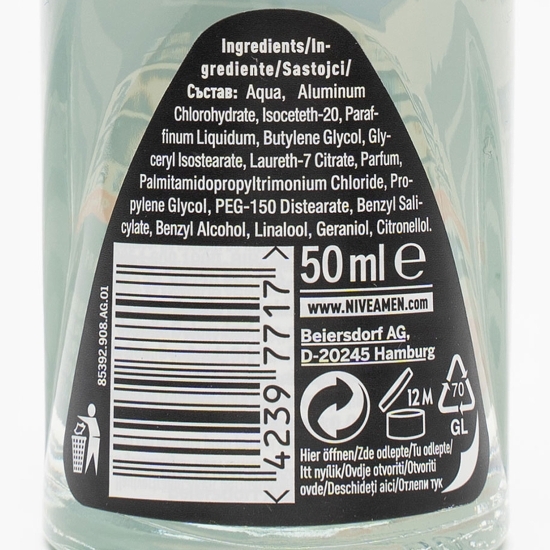 Ingredients/In-
grediente/Sastojci/
Състав: Aqua, Aluminum
Chlorohydrate, Isoceteth-20, Paraf-
finum Liquidum, Butylene Glycol, Gly-
ceryl Isostearate, Laureth-7 Citrate, Parfum,
Palmitamidopropyltrimonium Chloride, Pro-
pylene Glycol, PEG-150 Distearate, Benzyl Sali-
cylate, Benzyl Alcohol, Linalool, Geraniol, Citronellol.
50 ml e
www.NIVEAMEN.com
Beiersdorf AG,
D-20245 Hamburg
85392.908.AG.01
<4239 7717>
12 M
70
GL
Hier öffnen/Zde odlepte/Tu odlepte/
Itt nyílik/Ovdje otvoriti/Otvoriti
ovde/Deschideți aici/Отлепи тук